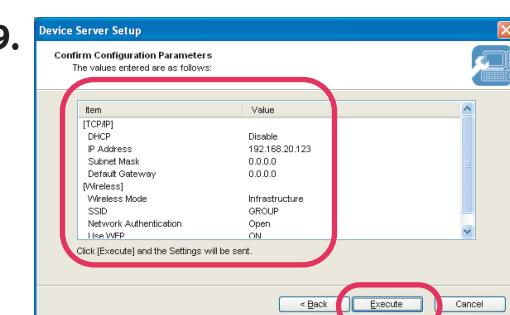 9.
Device Server Setup
Confirm Configuration Parameters
The values entered are as follows:
Item Value
[TCP/IP]
DHCP Disable
IP Address 192.168.20.123
Subnet Mask 0.0.0.0
Default Gateway 0.0.0.0
[Wireless]
Wireless Mode Infrastructure
SSID GROUP
Network Authentication Open
Use WEP ON
Click [Execute] and the Settings will be sent.
< Back Execute Cancel